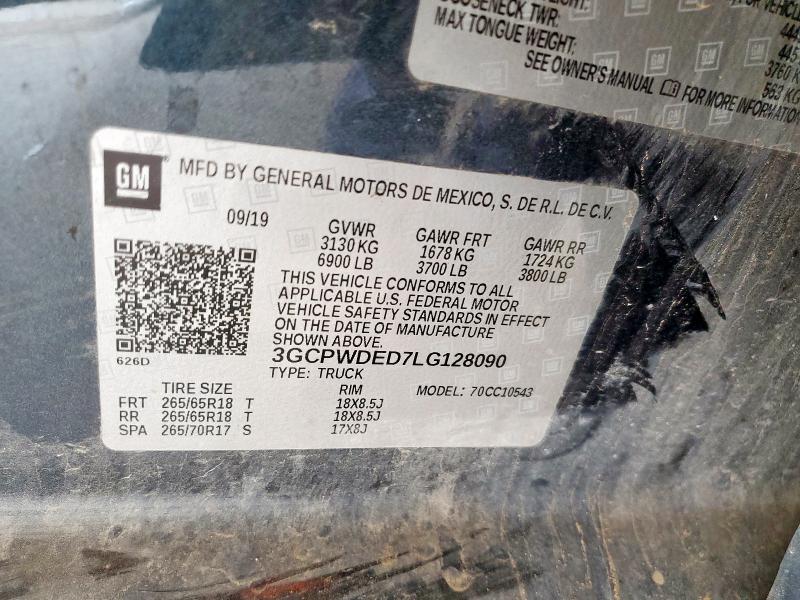 GOOSENECK TWR:
MAX TONGUE WEIGHT:
SEE OWNER'S MANUAL FOR MORE INFORMATION
3760 KG
563 KG
GM
MFD BY GENERAL MOTORS DE MEXICO, S. DE R.L. DE C.V.
09/19
GVWR GAWR FRT GAWR RR
3130 KG 1678 KG 1724 KG
6900 LB 3700 LB 3800 LB
THIS VEHICLE CONFORMS TO ALL
APPLICABLE U.S. FEDERAL MOTOR
VEHICLE SAFETY STANDARDS IN EFFECT
ON THE DATE OF MANUFACTURE
SHOWN ABOVE.
626D
3GCPWDED7LG128090
TYPE: TRUCK
TIRE SIZE RIM MODEL: 70CC10543
FRT 265/65R18 T 18X8.5J
RR 265/65R18 T 18X8.5J
SPA 265/70R17 S 17X8J